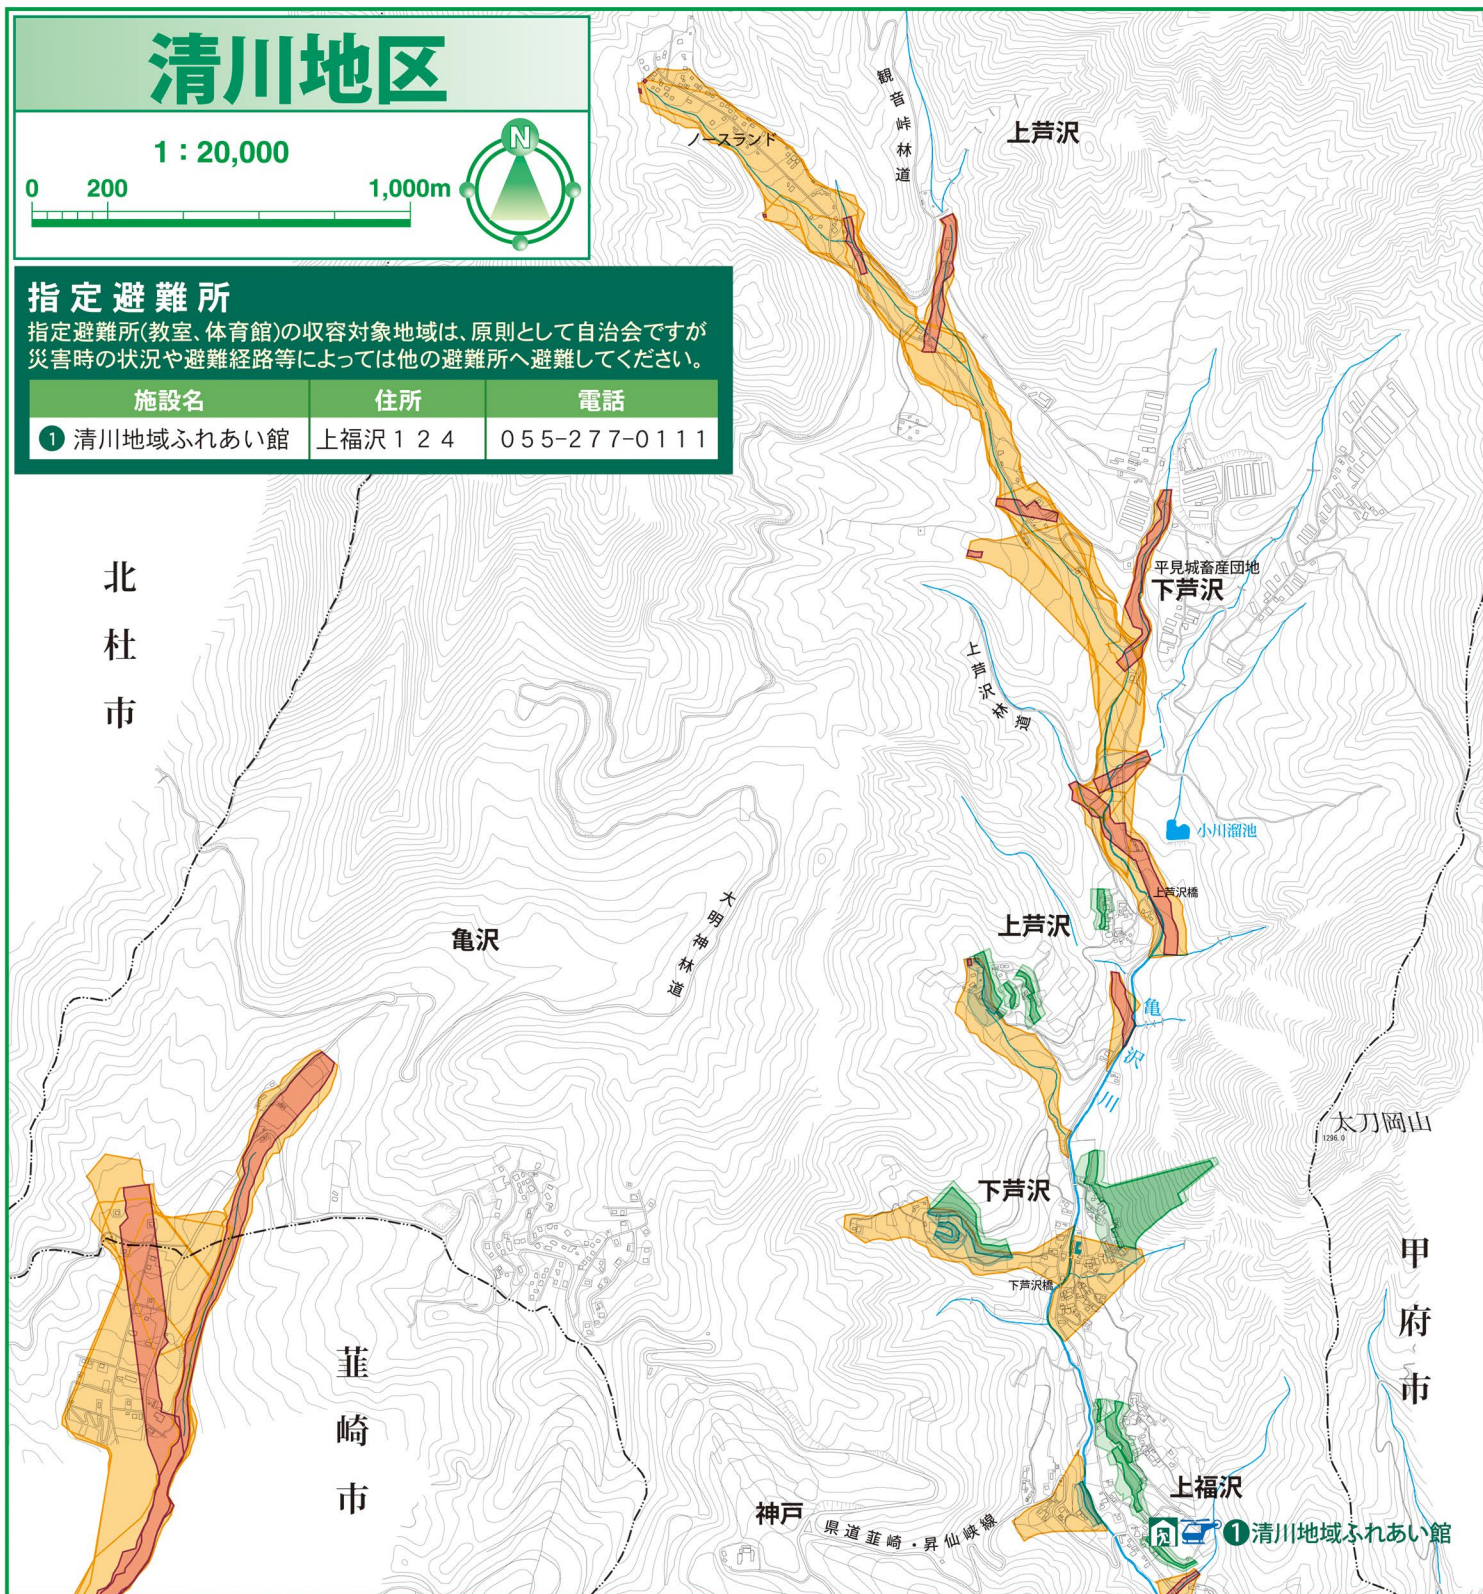 清川地区
1：20,000
0 200 1,000m
N
指定避難所
指定避難所(教室、体育館)の収容対象地域は、原則として自治会ですが
災害時の状況や避難経路等によっては他の避難所へ避難してください。
施設名 住所 電話
1 清川地域ふれあい館 上福沢１２４ 055-277-0111
観音峠林道
上芦沢
ノースランド
北杜市
平見城畜産団地
下芦沢
上芦沢林道
小川溜池
上芦沢橋
大明神林道
亀沢
上芦沢
亀沢川
太刀岡山
1296.0
下芦沢
下芦沢橋
甲府市
韮崎市
上福沢
神戸
県道韮崎・昇仙峡線
1 清川地域ふれあい館